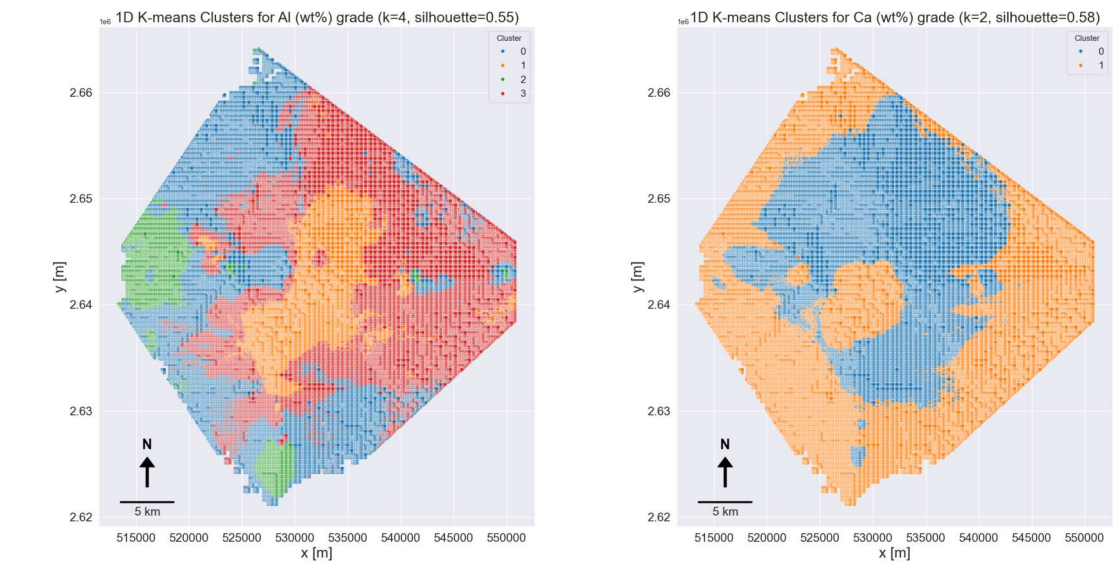 1e6 1D K-means Clusters for Al (wt%) grade (k=4, silhouette=0.55)
Cluster
0
1
2
3
2.66
2.65
2.64
2.63
2.62
y [m]
N
5 km
515000 520000 525000 530000 535000 540000 545000 550000
x [m]
1e6 1D K-means Clusters for Ca (wt%) grade (k=2, silhouette=0.58)
Cluster
0
1
2.66
2.65
2.64
2.63
2.62
y [m]
N
5 km
515000 520000 525000 530000 535000 540000 545000 550000
x [m]